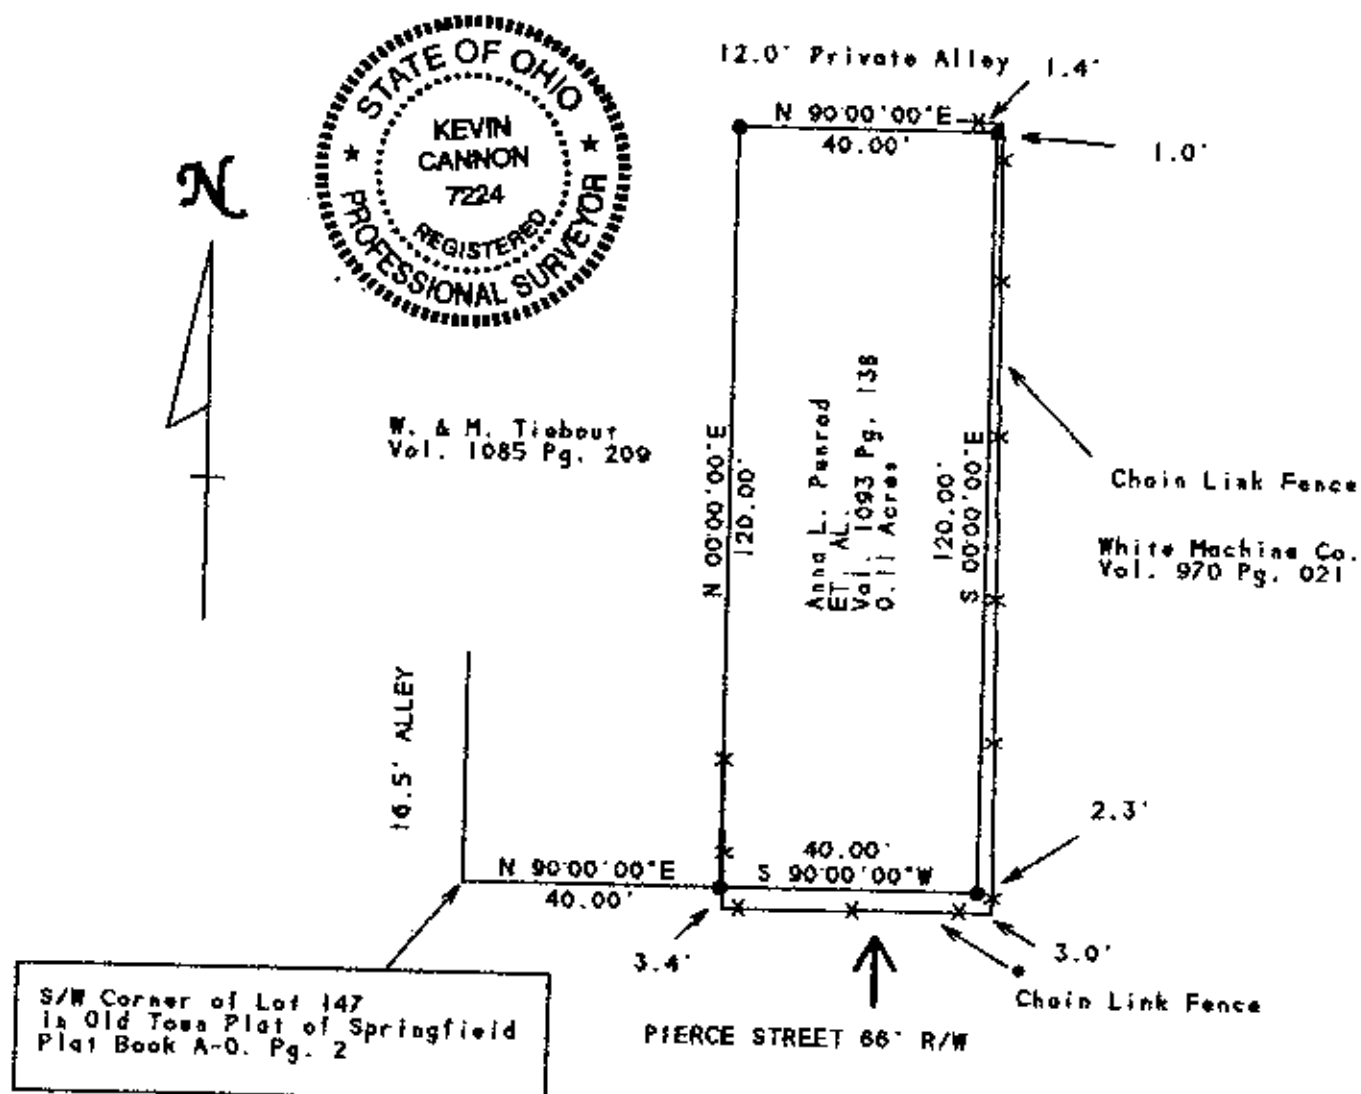 STATE OF OHIO
KEVIN
CANNON
7224
REGISTERED
PROFESSIONAL SURVEYOR
N
12.0' Private Alley
1.4'
N 90°00'00"E
40.00'
1.0'
W. & M. Tiebout
Vol. 1085 Pg. 209
N 00°00'00"E
120.00'
Anna L. Penrod
ET. AL.
Vol. 1093 Pg. 138
0.11 Acres
120.00'
S 00°00'00"E
Chain Link Fence
White Machine Co.
Vol. 970 Pg. 021
16.5' ALLEY
2.3'
N 90°00'00"E
40.00'
40.00'
S 90°00'00"W
3.4'
3.0'
Chain Link Fence
S/W Corner of Lot 147
in Old Town Plat of Springfield
Plat Book A-O. Pg. 2
PIERCE STREET 66' R/W